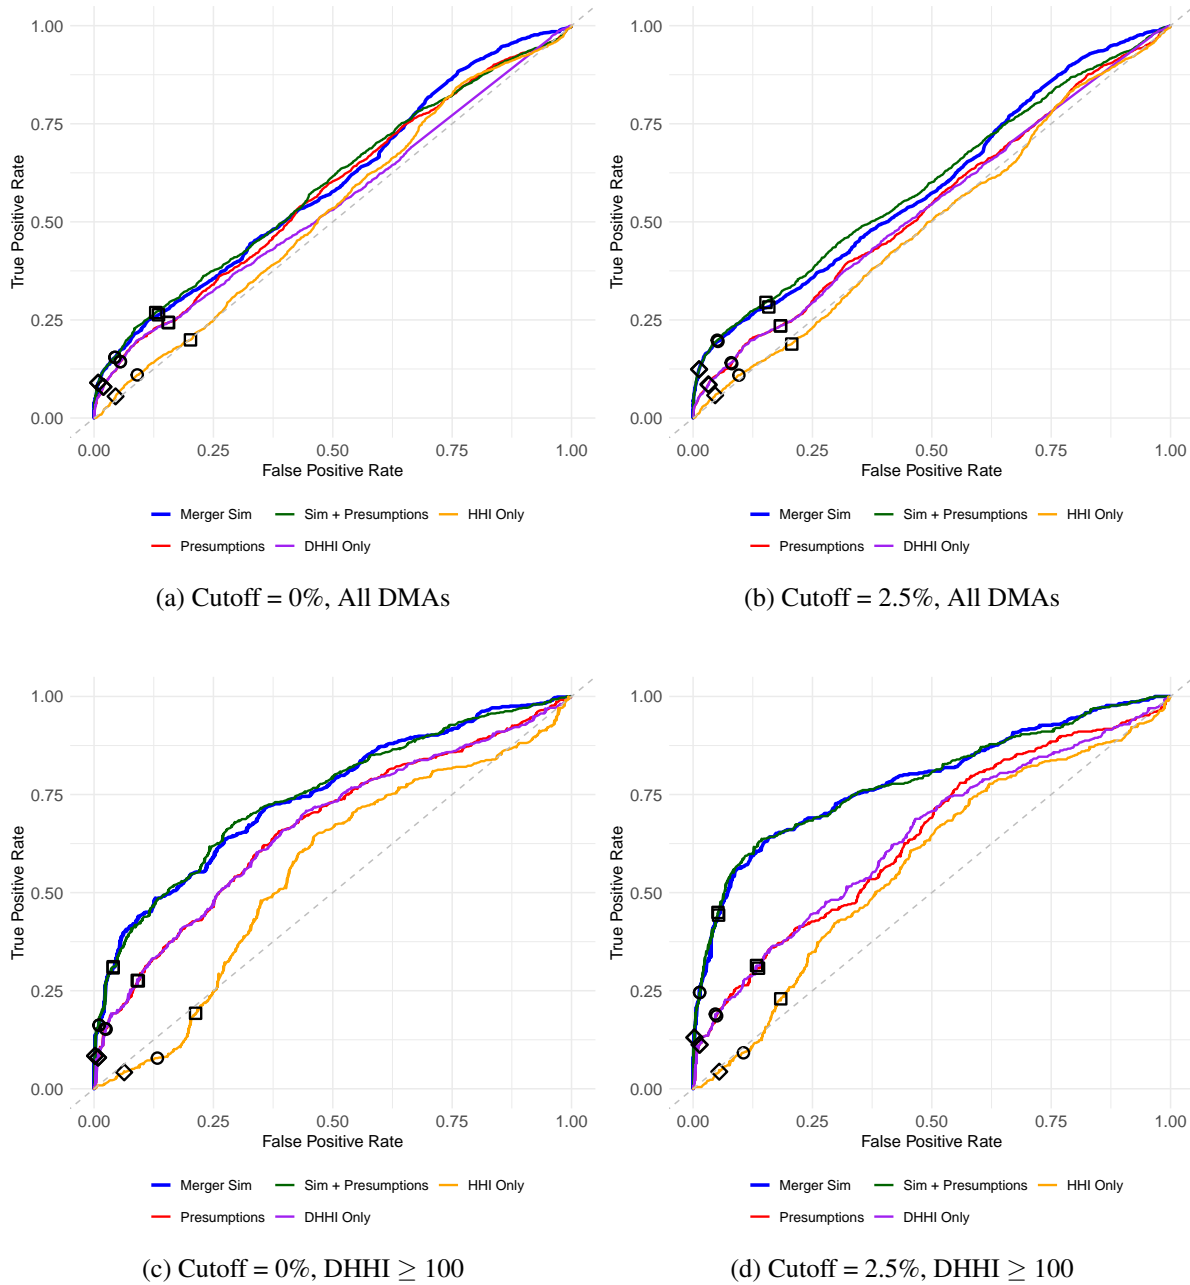 1.00
0.75
0.50
0.25
0.00
True Positive Rate
0.00 0.25 0.50 0.75 1.00
False Positive Rate
Merger Sim Sim + Presumptions HHI Only
Presumptions DHHI Only
(a) Cutoff = 0%, All DMAs
1.00
0.75
0.50
0.25
0.00
True Positive Rate
0.00 0.25 0.50 0.75 1.00
False Positive Rate
Merger Sim Sim + Presumptions HHI Only
Presumptions DHHI Only
(b) Cutoff = 2.5%, All DMAs
1.00
0.75
0.50
0.25
0.00
True Positive Rate
0.00 0.25 0.50 0.75 1.00
False Positive Rate
Merger Sim Sim + Presumptions HHI Only
Presumptions DHHI Only
(c) Cutoff = 0%, DHHI ≥ 100
1.00
0.75
0.50
0.25
0.00
True Positive Rate
0.00 0.25 0.50 0.75 1.00
False Positive Rate
Merger Sim Sim + Presumptions HHI Only
Presumptions DHHI Only
(d) Cutoff = 2.5%, DHHI ≥ 100